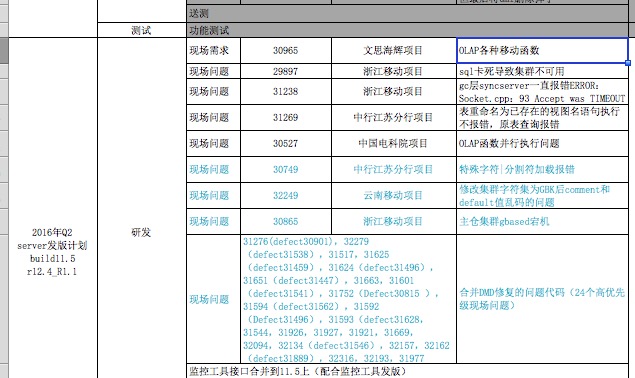 送测
测试 功能测试
现场需求 30965 文思海辉项目 OLAP各种移动函数
现场问题 29897 浙江移动项目 sql卡死导致集群不可用
现场问题 31238 浙江移动项目 gc层syncserver一直报错ERROR:
Socket.cpp: 93 Accept was TIMEOUT
现场问题 31269 中行江苏分行项目 表重命名为已存在的视图名语句执行
不报错，原表查询报错
现场问题 30527 中国电科院项目 OLAP函数并行执行问题
现场问题 30749 中行江苏分行项目 特殊字符|分割符加载报错
现场问题 32249 云南移动项目 修改集群字符集为GBK后comment和
default值乱码的问题
现场问题 30865 浙江移动项目 主仓集群gbased宕机
2016年Q2
server发版计划
build11.5
r12.4_R1.1
研发
现场问题
31276(defect30901)，32279
（defect31538），31517，31625
(defect31459)，31624（defect31496），
31651（defect31447），31663，31601
(defect31541)，31752（Defect30815 ），
31594（defect31562），31592
（Defect31496），31593（defect31628，
31544，31926，31927，31921，31669，
32094，32134（defect31546），32157，32162
（defect31889），32316，32193，31977
合并DMD修复的问题代码（24个高优先
级现场问题）
监控工具接口合并到11.5上（配合监控工具发版）